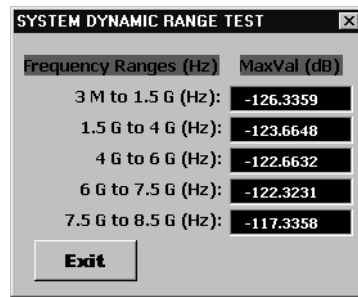 SYSTEM DYNAMIC RANGE TEST
Frequency Ranges (Hz) MaxVal (dB)
3 M to 1.5 G (Hz): -126.3359
1.5 G to 4 G (Hz): -123.6648
4 G to 6 G (Hz): -122.6632
6 G to 7.5 G (Hz): -122.3231
7.5 G to 8.5 G (Hz): -117.3358
Exit